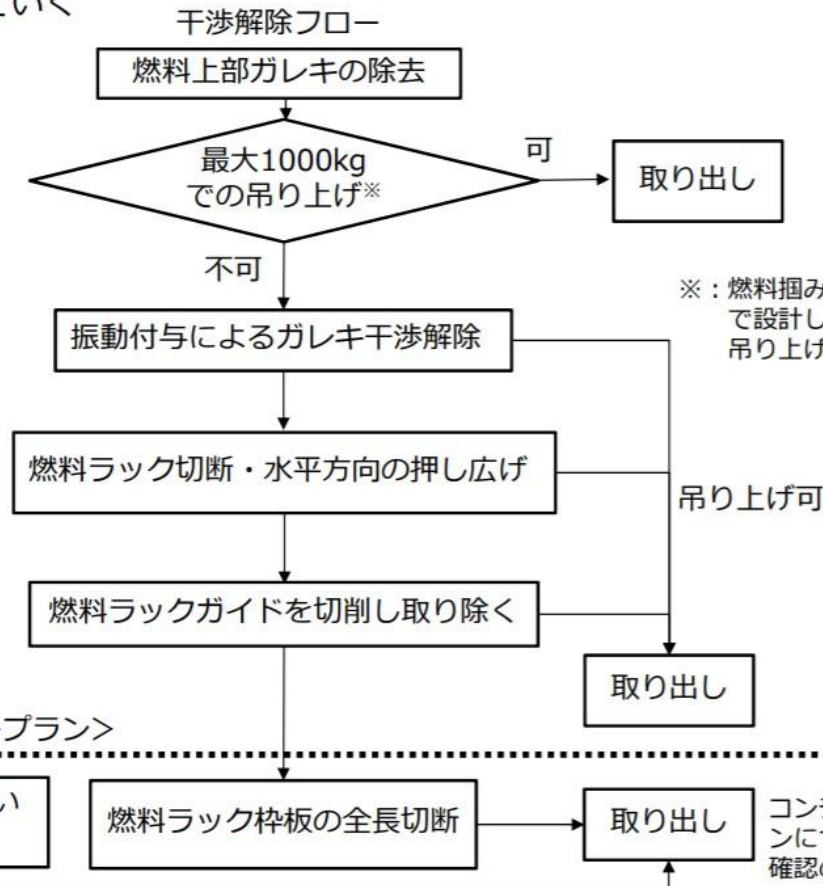 ていく
干渉解除フロー
燃料上部ガレキの除去
最大1000kg
での吊り上げ※
可
取り出し
不可
※：燃料掴み
で設計し
吊り上げ
振動付与によるガレキ干渉解除
燃料ラック切断・水平方向の押し広げ
吊り上げ可
燃料ラックガイドを切削し取り除く
取り出し
プラン＞
い
燃料ラック枠板の全長切断
取り出し
コンテ
ンに
確認の